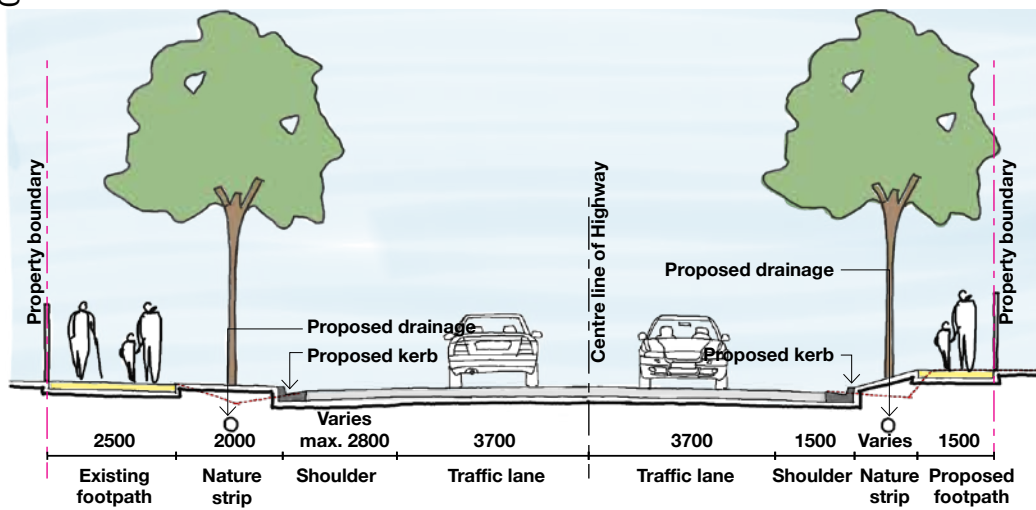 Property boundary
Centre line of Highway
Property boundary
Proposed drainage
Proposed drainage
Proposed kerb
Proposed kerb
2500
2000
Varies
max. 2800
3700
3700
1500
Varies
1500
Existing
footpath
Nature
strip
Shoulder
Traffic lane
Traffic lane
Shoulder
Nature
strip
Proposed
footpath